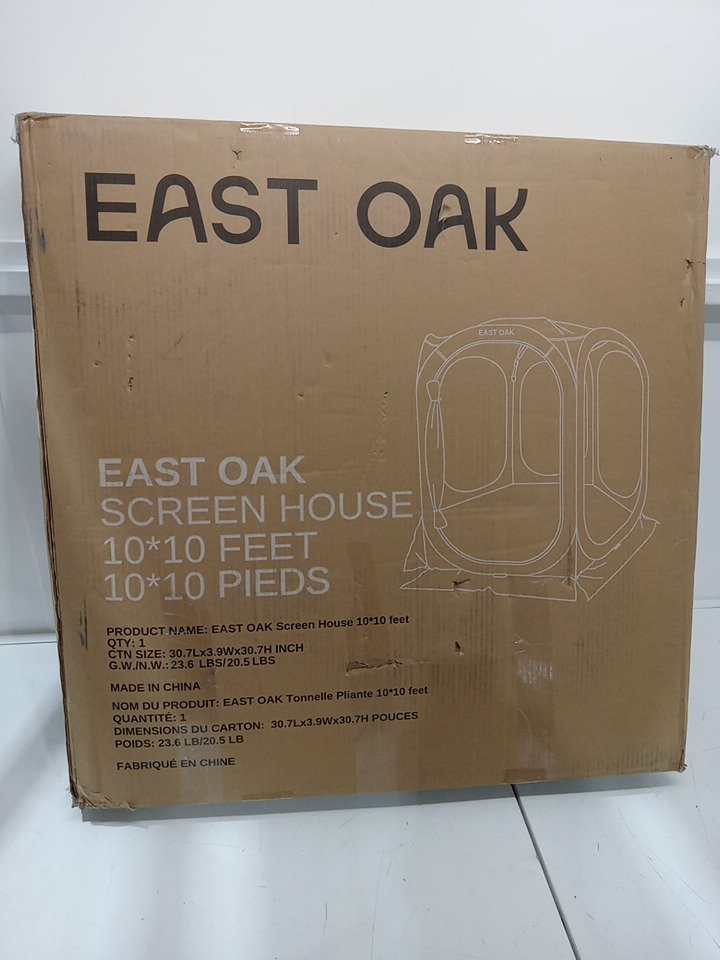 EAST OAK
EAST OAK
EAST OAK
SCREEN HOUSE
10*10 FEET
10*10 PIEDS
PRODUCT NAME: EAST OAK Screen House 10*10 feet
QTY: 1
CTN SIZE: 30.7Lx3.9Wx30.7H INCH
G.W./N.W.: 23.6 LBS/20.5 LBS
MADE IN CHINA
NOM DU PRODUIT: EAST OAK Tonnelle Pliante 10*10 feet
QUANTITÉ: 1
DIMENSIONS DU CARTON: 30.7Lx3.9Wx30.7H POUCES
POIDS: 23.6 LB/20.5 LB
FABRIQUÉ EN CHINE